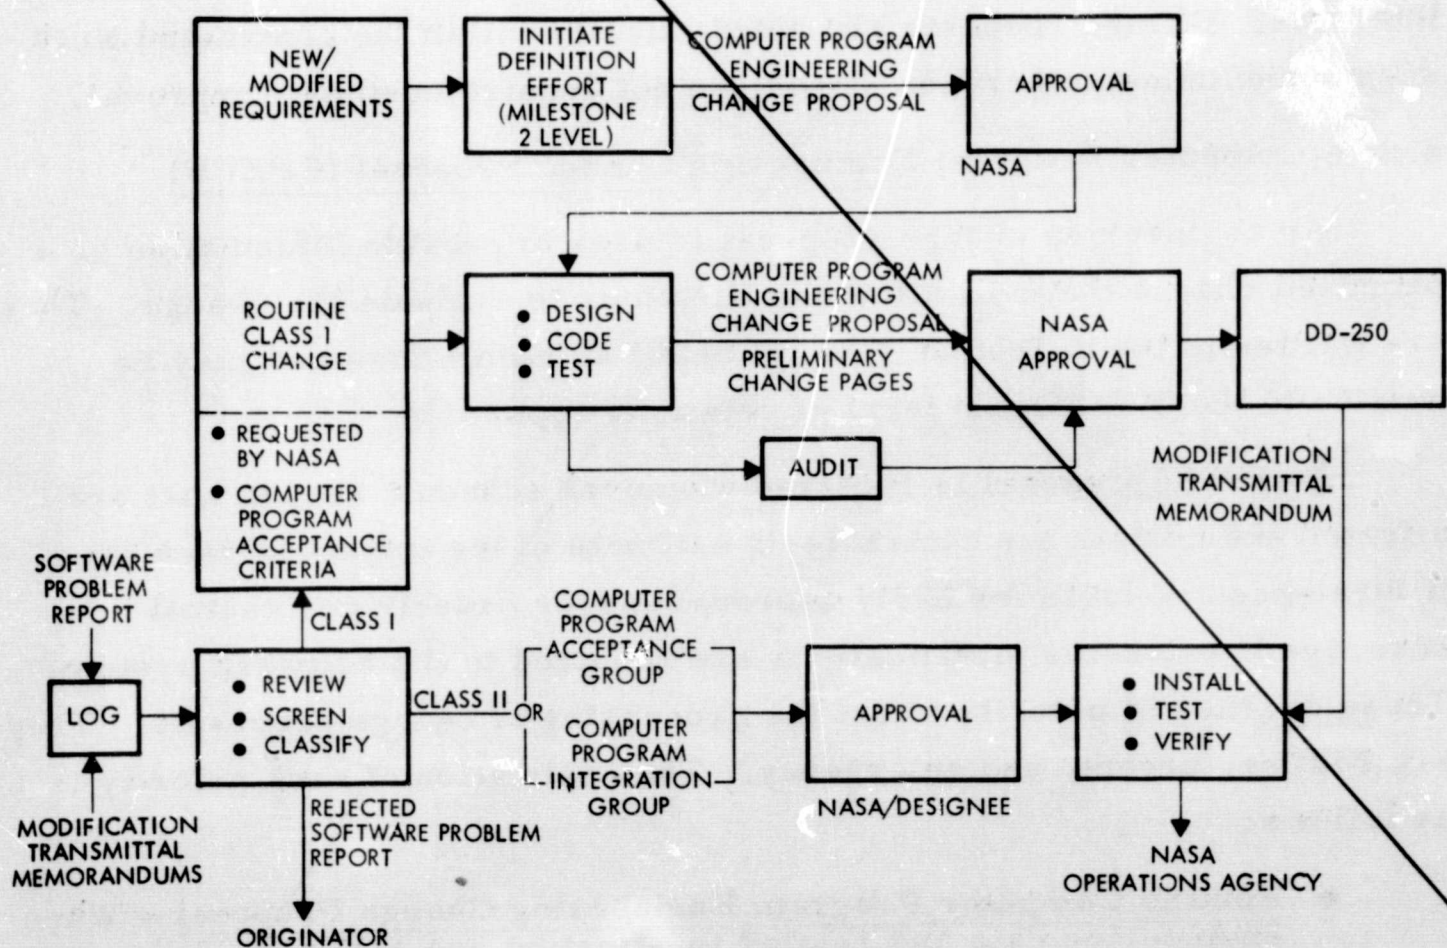 NEW/
MODIFIED
REQUIREMENTS
INITIATE
DEFINITION
EFFORT
(MILESTONE
2 LEVEL)
COMPUTER PROGRAM
ENGINEERING
CHANGE PROPOSAL
APPROVAL
NASA
ROUTINE
CLASS I
CHANGE
● DESIGN
● CODE
● TEST
COMPUTER PROGRAM
ENGINEERING
CHANGE PROPOSAL
PRELIMINARY
CHANGE PAGES
NASA
APPROVAL
DD-250
● REQUESTED
BY NASA
● COMPUTER
PROGRAM
ACCEPTANCE
CRITERIA
AUDIT
MODIFICATION
TRANSMITTAL
MEMORANDUM
SOFTWARE
PROBLEM
REPORT
CLASS I
LOG
● REVIEW
● SCREEN
● CLASSIFY
CLASS II
COMPUTER
PROGRAM
ACCEPTANCE
GROUP
OR
COMPUTER
PROGRAM
INTEGRATION
GROUP
APPROVAL
NASA/DESIGNEE
● INSTALL
● TEST
● VERIFY
MODIFICATION
TRANSMITTAL
MEMORANDUMS
REJECTED
SOFTWARE PROBLEM
REPORT
ORIGINATOR
NASA
OPERATIONS AGENCY